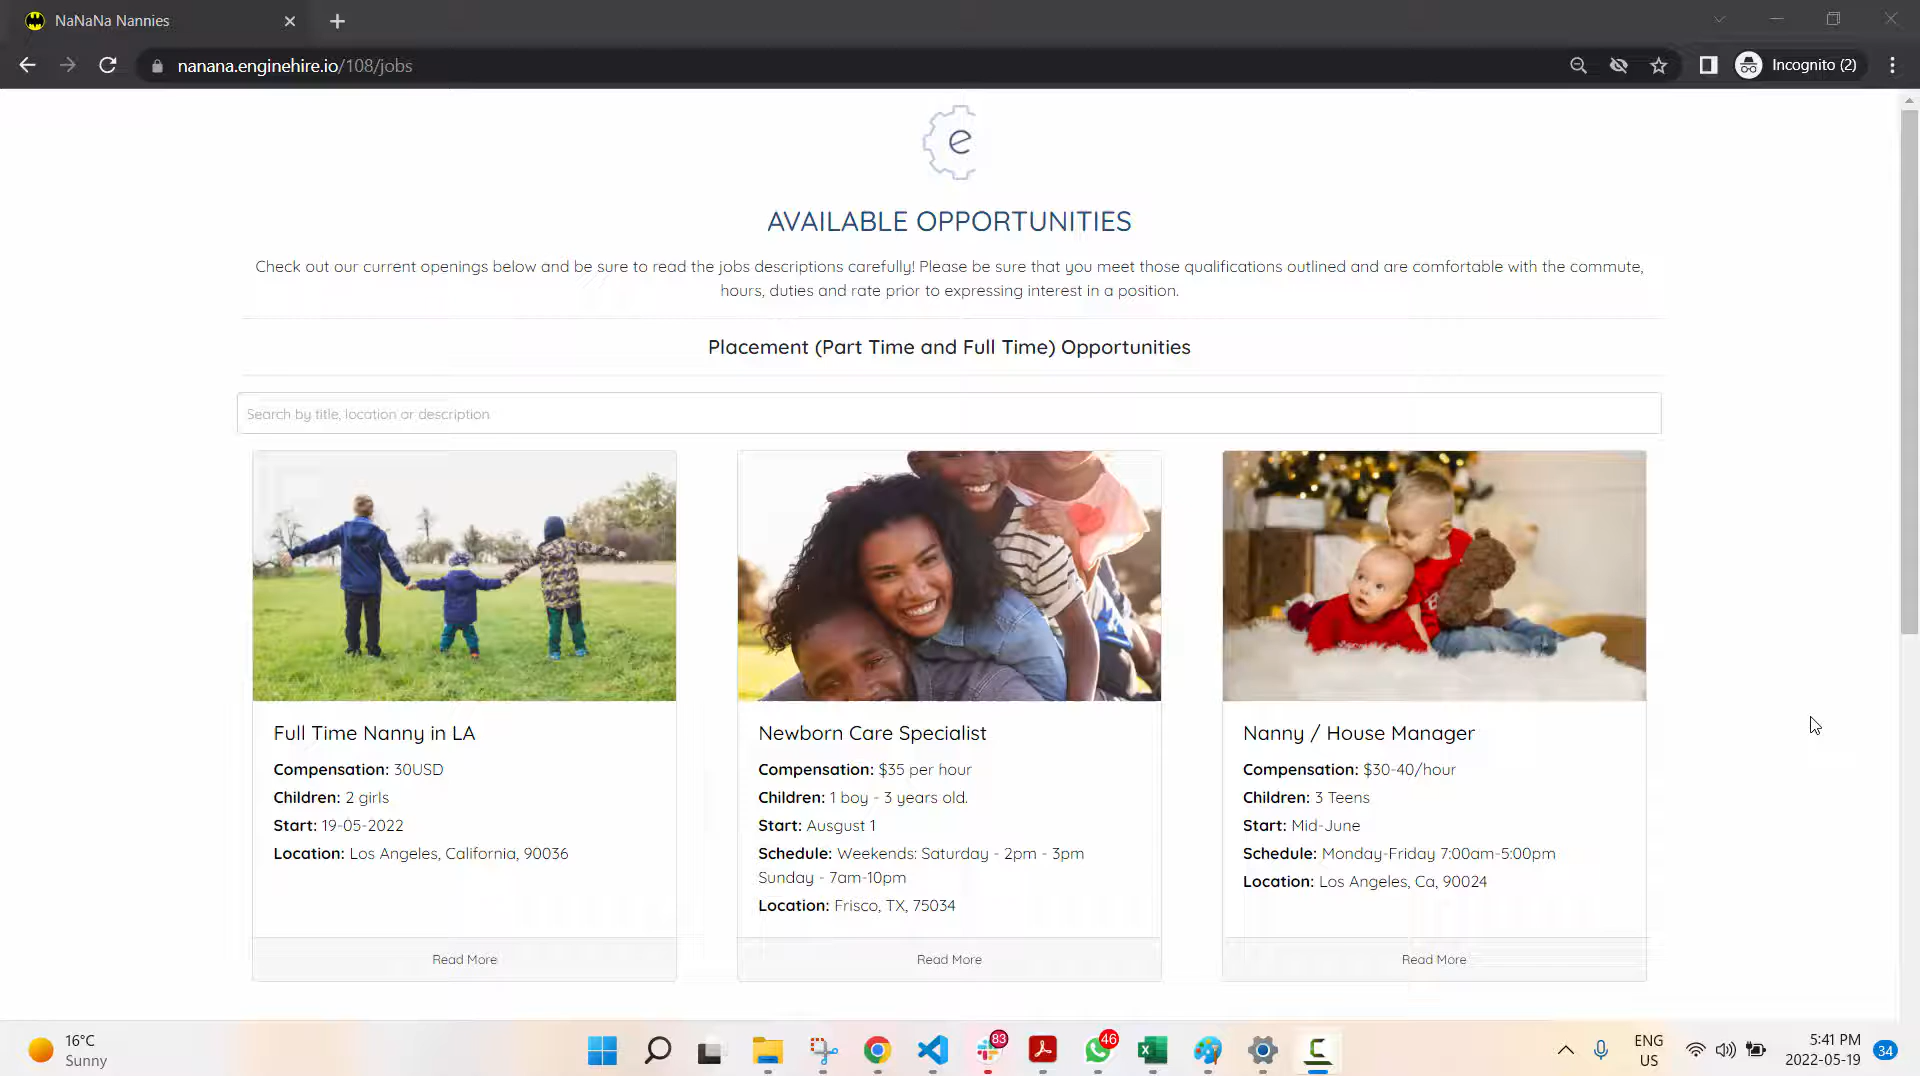 NaNaNa Nannies
nanana.enginehire.io/108/jobs
Incognito (2)
e
AVAILABLE OPPORTUNITIES
Check out our current openings below and be sure to read the jobs descriptions carefully! Please be sure that you meet those qualifications outlined and are comfortable with the commute,
hours, duties and rate prior to expressing interest in a position.
Placement (Part Time and Full Time) Opportunities
Search by title, location or description
Full Time Nanny in LA
Compensation: 30USD
Children: 2 girls
Start: 19-05-2022
Location: Los Angeles, California, 90036
Read More
Newborn Care Specialist
Compensation: $35 per hour
Children: 1 boy - 3 years old.
Start: Ausgust 1
Schedule: Weekends: Saturday - 2pm - 3pm
Sunday - 7am-10pm
Location: Frisco, TX, 75034
Read More
Nanny / House Manager
Compensation: $30-40/hour
Children: 3 Teens
Start: Mid-June
Schedule: Monday-Friday 7:00am-5:00pm
Location: Los Angeles, Ca, 90024
Read More
16°C
Sunny
83
46
ENG
US
5:41 PM
2022-05-19
34